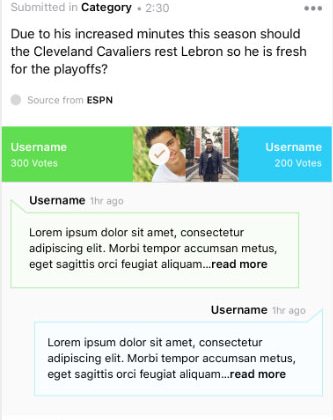 Submitted in Category • 2:30
Due to his increased minutes this season should
the Cleveland Cavaliers rest Lebron so he is fresh
for the playoffs?
Source from ESPN
Username
300 Votes
Username
200 Votes
Username 1hr ago
Lorem ipsum dolor sit amet, consectetur
adipiscing elit. Morbi tempor accumsan metus,
eget sagittis orci feugiat aliquam...read more
Username 1hr ago
Lorem ipsum dolor sit amet, consectetur
adipiscing elit. Morbi tempor accumsan metus,
eget sagittis orci feugiat aliquam...read more